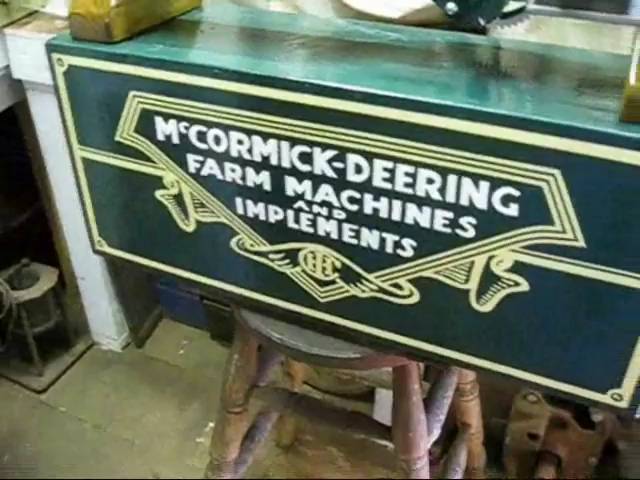 McCORMICK-DEERING
FARM MACHINES
AND
IMPLEMENTS
IHC